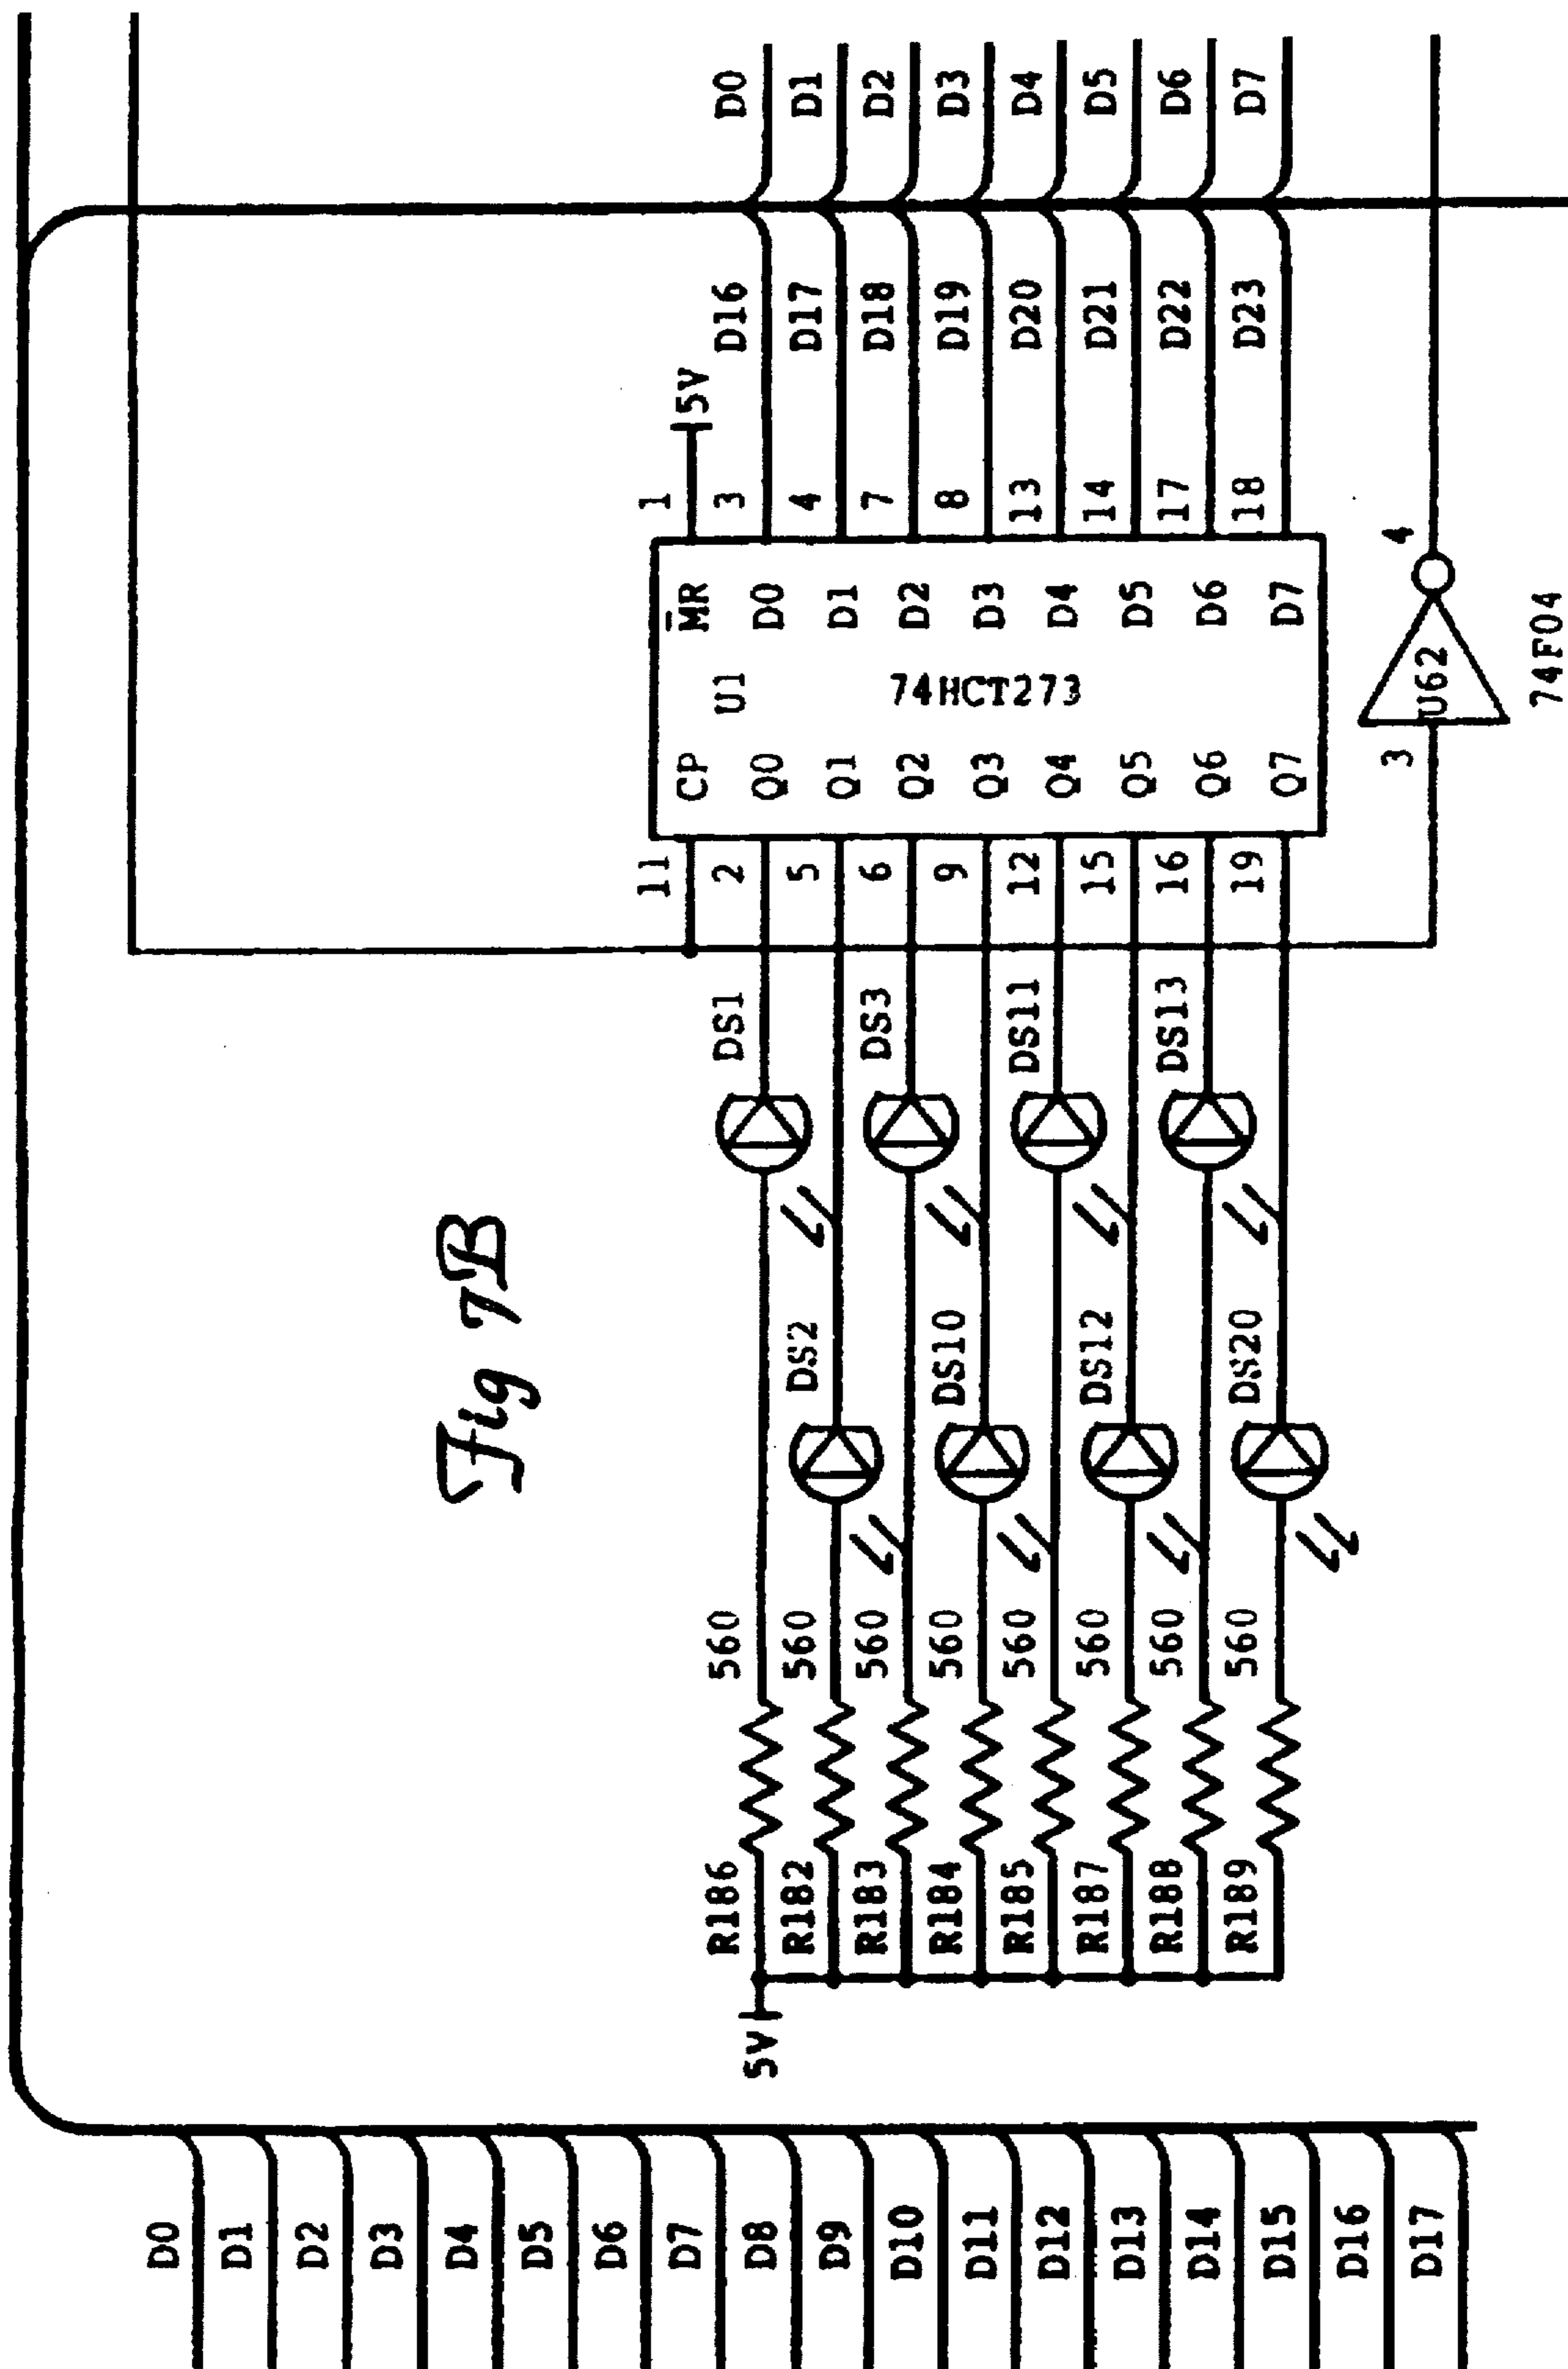 D0
D1
D2
D3
D4
D5
D6
D7
D8
D9
D10
D11
D12
D13
D14
D15
D16
D17
Fig 7B
5V
R186 560 DS1
R182 560 DS2
R183 560 DS3
R184 560 DS10
R185 560 DS11
R187 560 DS12
R188 560 DS13
R189 560 DS20
11 CP M̅R 1 5V
2 Q0 U1 D0 3 D16 D0
5 Q1 D1 4 D17 D1
6 Q2 D2 7 D18 D2
74HCT273
9 Q3 D3 8 D19 D3
12 Q4 D4 13 D20 D4
15 Q5 D5 14 D21 D5
16 Q6 D6 17 D22 D6
19 Q7 D7 18 D23 D7
3 U62 4
74F04